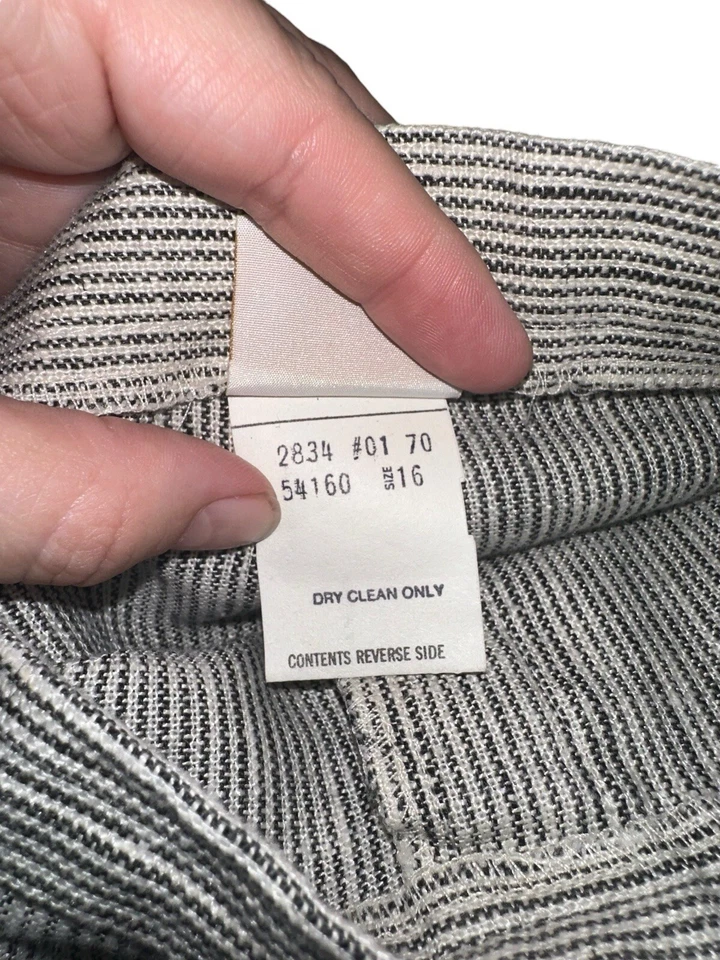 2834 #01 70
54160 SIZE 16
DRY CLEAN ONLY
CONTENTS REVERSE SIDE